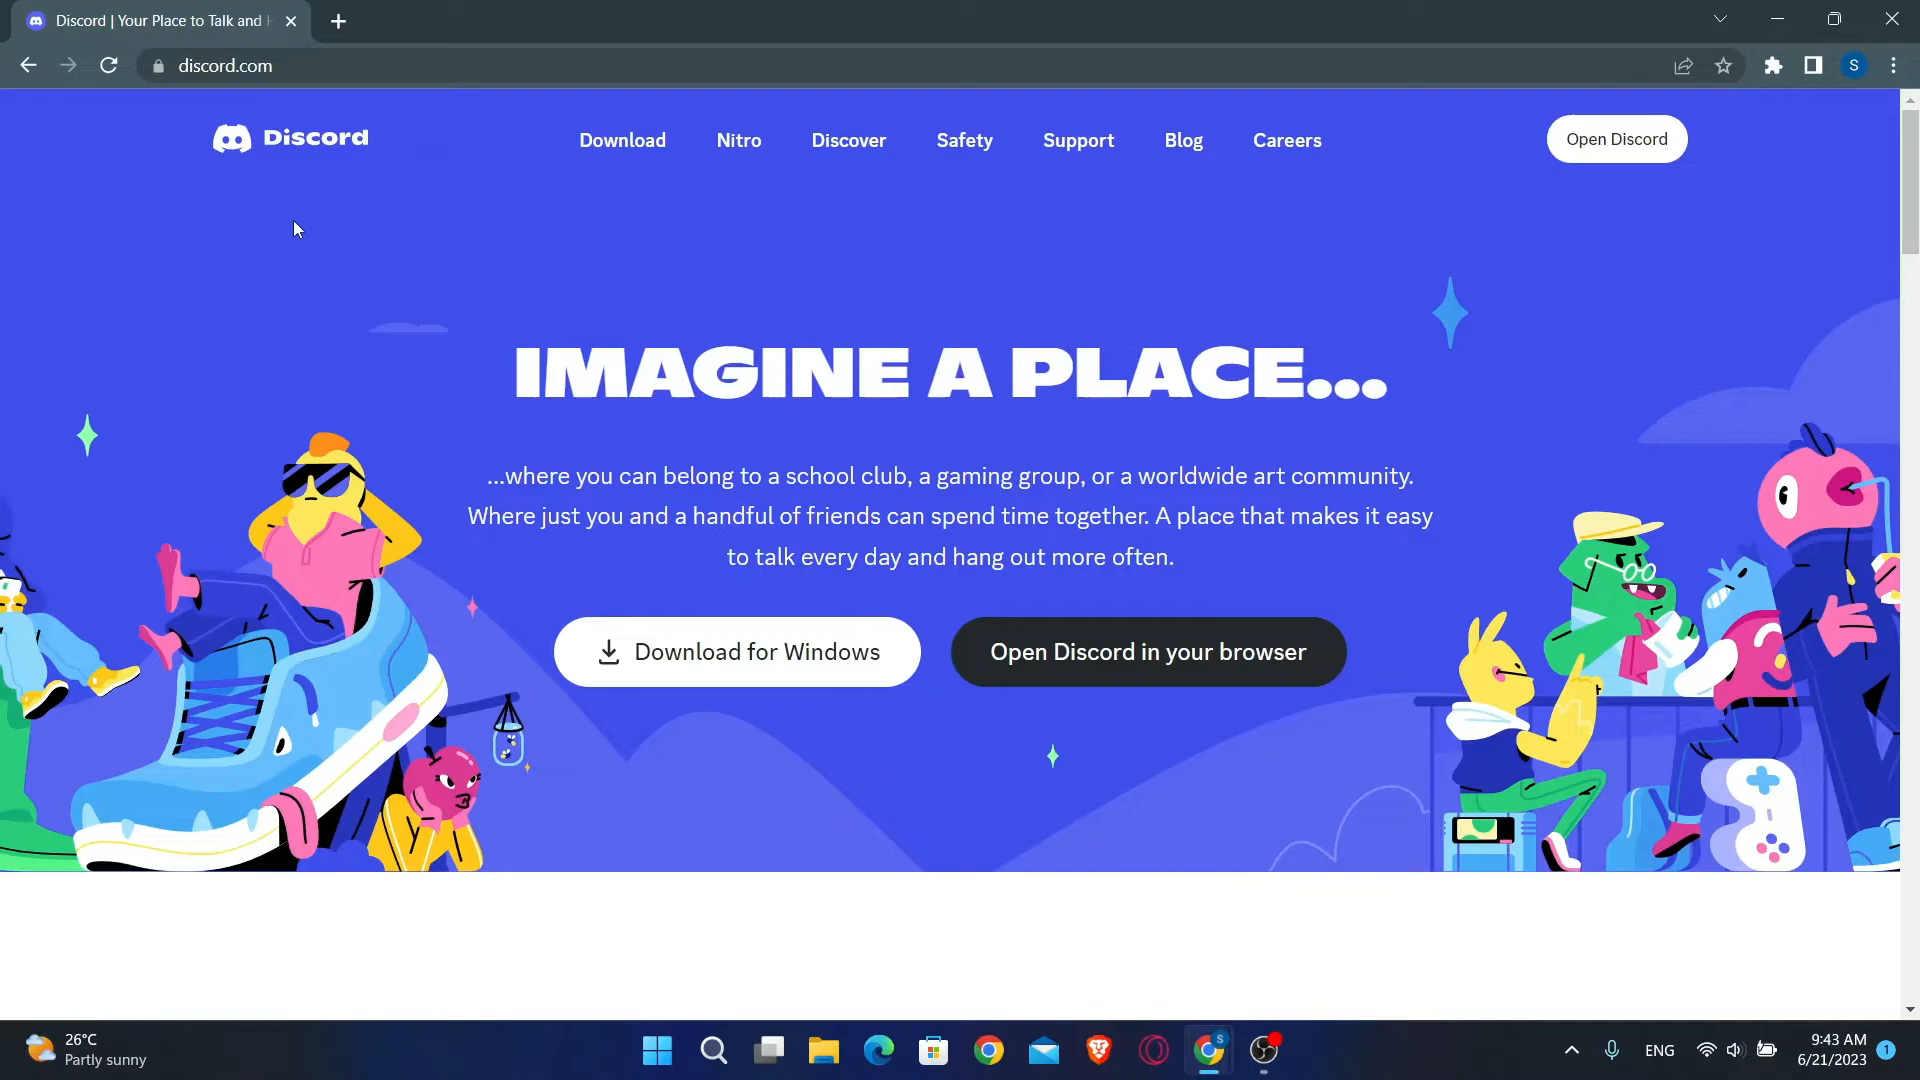 Discord | Your Place to Talk and
discord.com
S
Discord
Download
Nitro
Discover
Safety
Support
Blog
Careers
Open Discord
IMAGINE A PLACE...
...where you can belong to a school club, a gaming group, or a worldwide art community.
Where just you and a handful of friends can spend time together. A place that makes it easy
to talk every day and hang out more often.
Download for Windows
Open Discord in your browser
26°C
Partly sunny
S
ENG
9:43 AM
6/21/2023
1